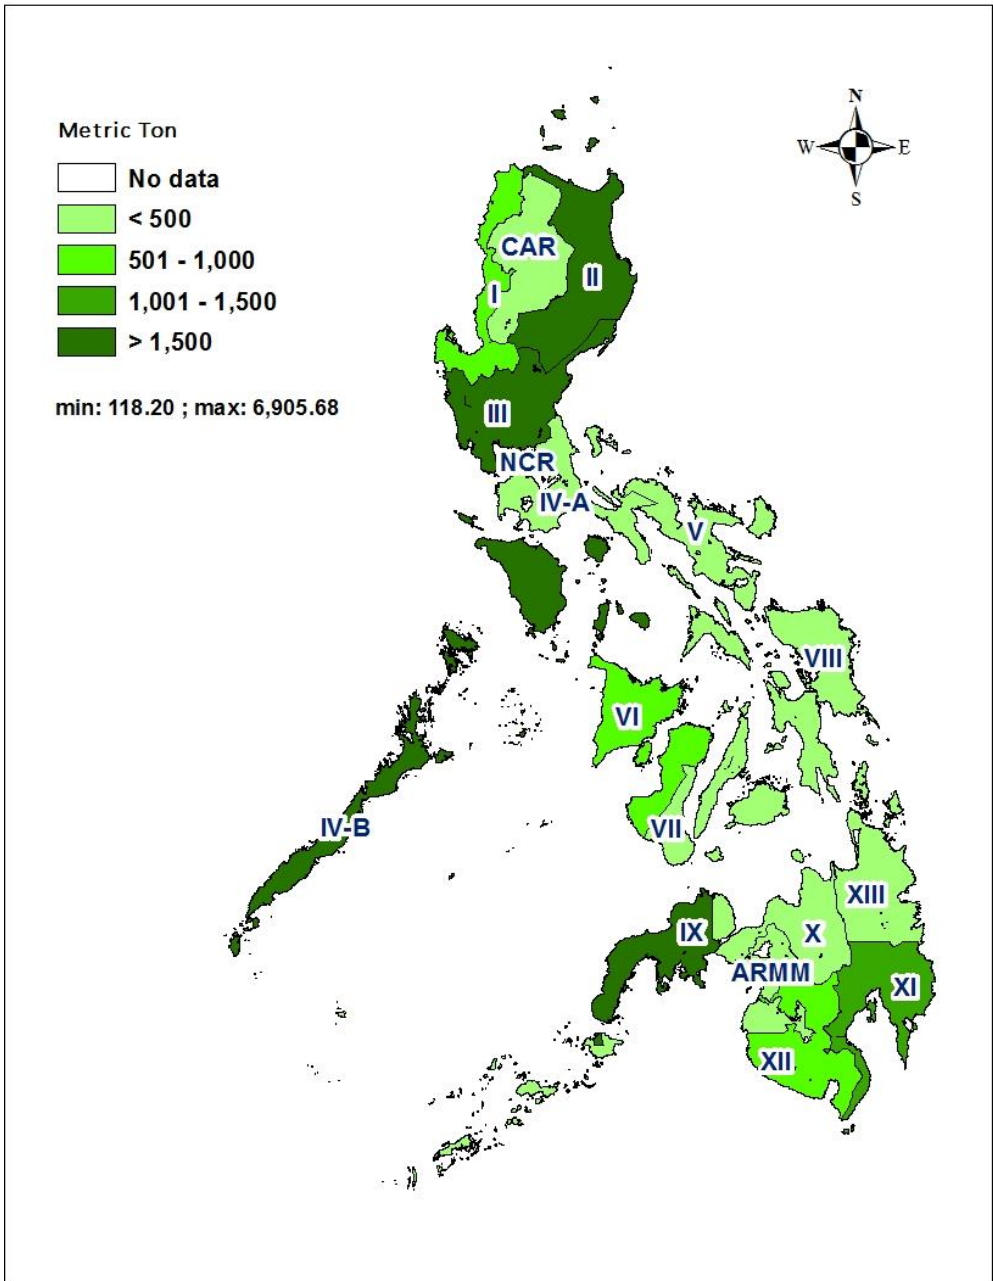 N
W E
S
Metric Ton
No data
< 500
501 - 1,000
1,001 - 1,500
> 1,500
min: 118.20 ; max: 6,905.68
CAR
II
I
III
NCR
IV-A
V
VIII
VI
IV-B
VII
XIII
IX
X
ARMM
XI
XII